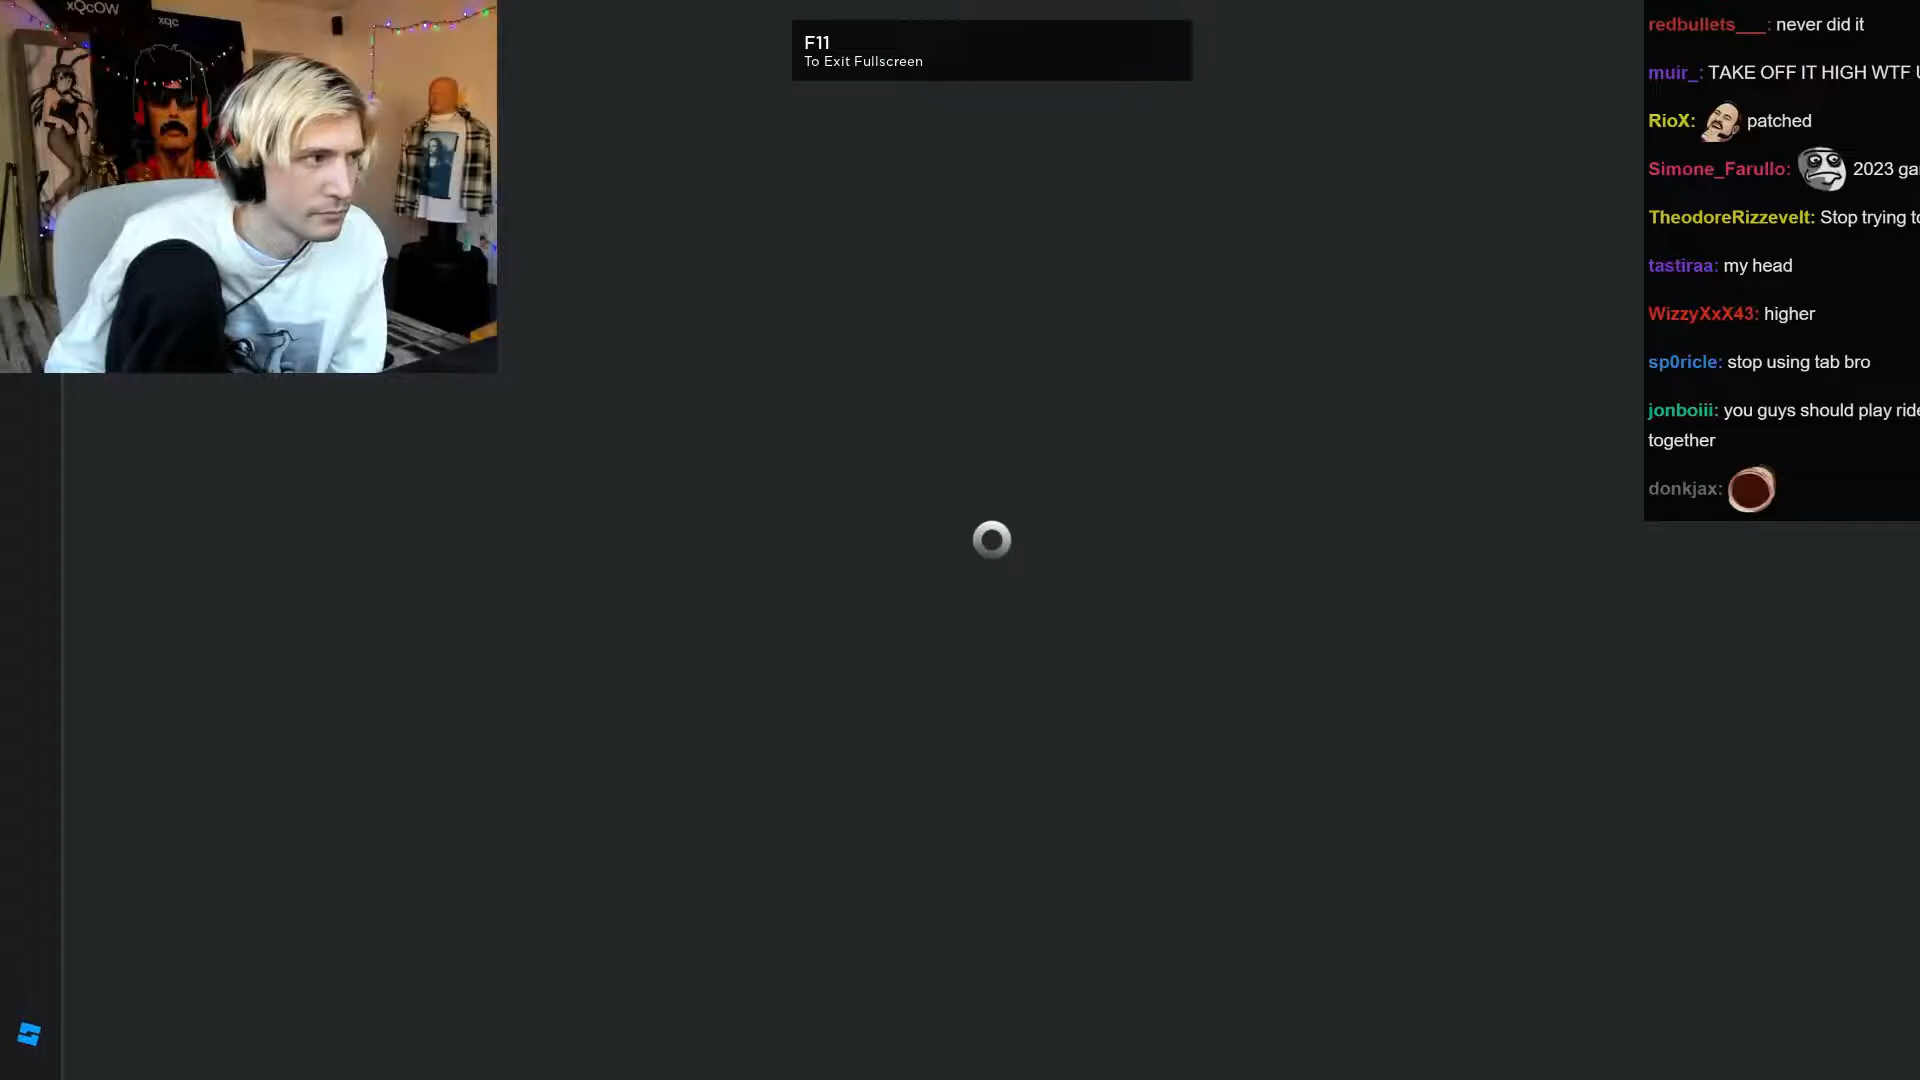 xQcOW
xqc
F11
To Exit Fullscreen
redbullets___: never did it
muir_: TAKE OFF IT HIGH WTF
RioX: patched
Simone_Farullo: 2023
TheodoreRizzevelt: Stop trying
tastiraa: my head
WizzyXxX43: higher
sp0ricle: stop using tab bro
jonboiii: you guys should play
together
donkjax: